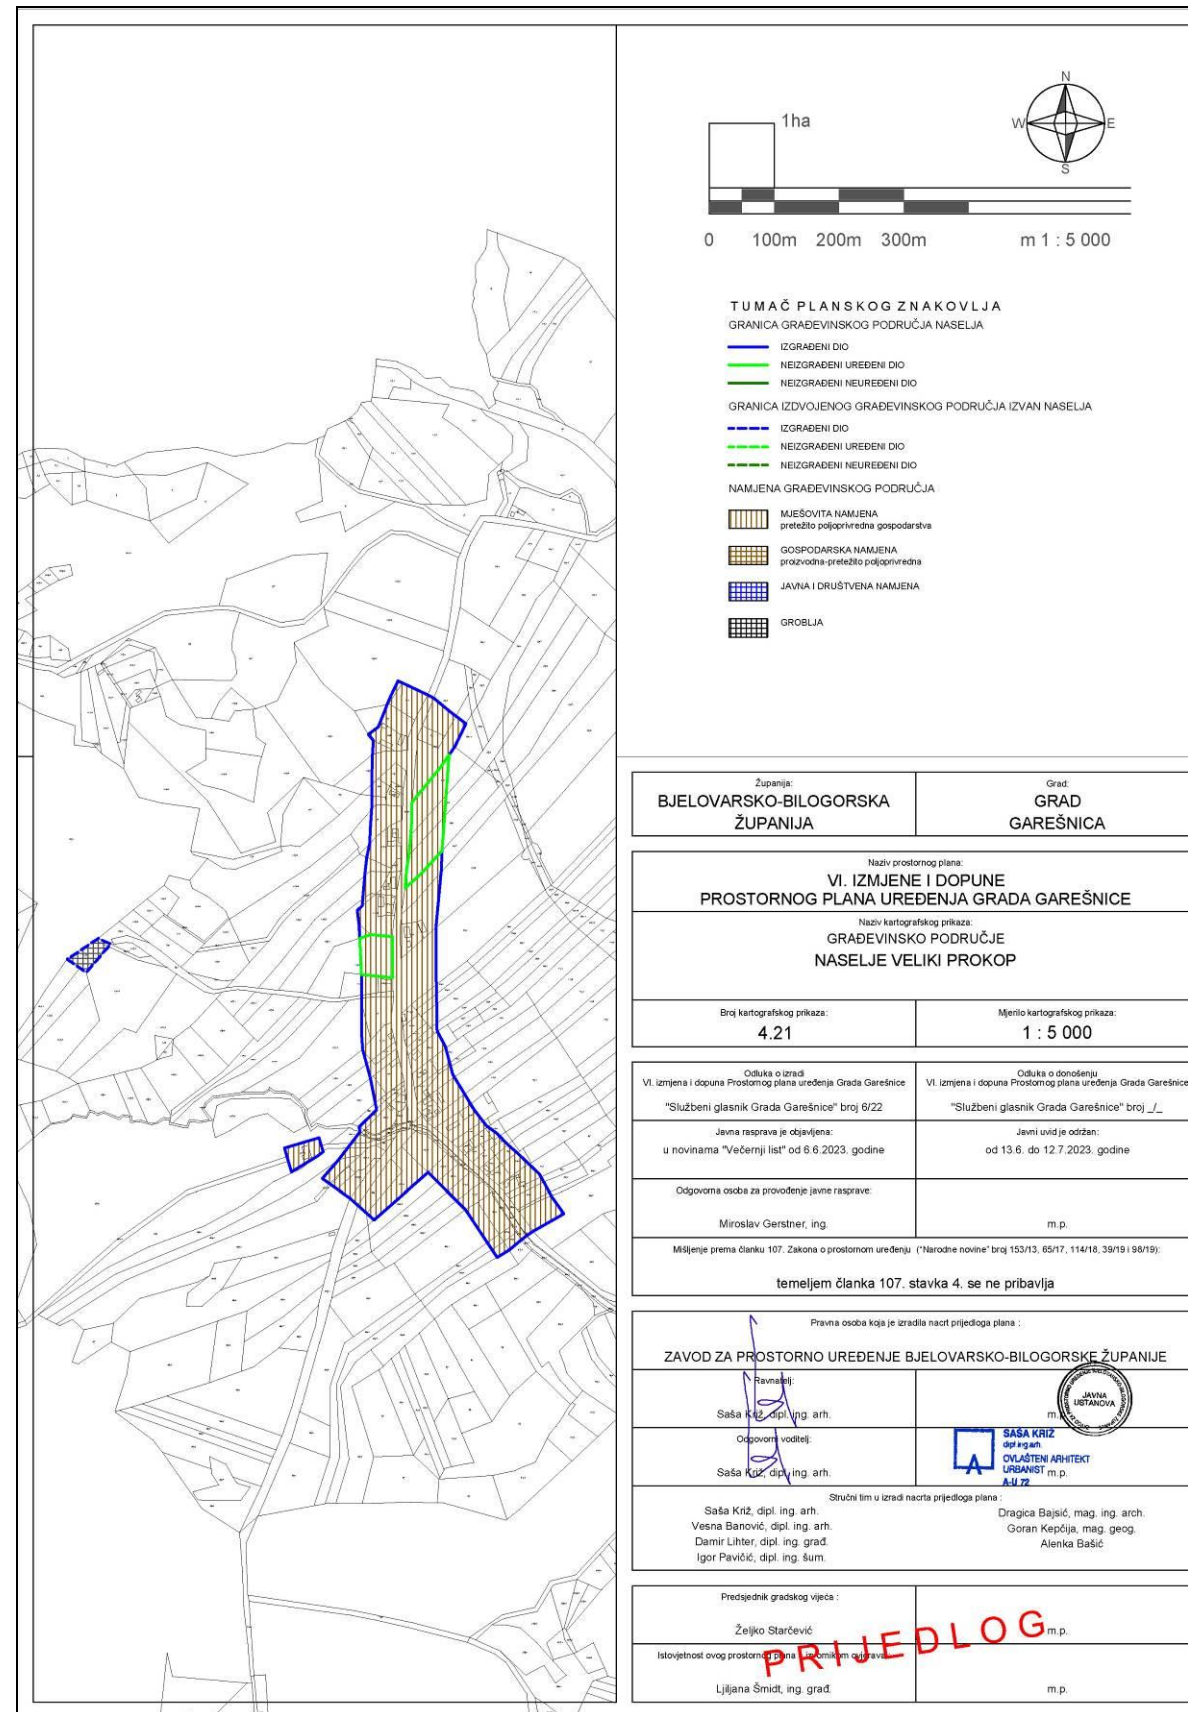 N
W
E
S
1ha
0 100m 200m 300m m 1 : 5 000
TUMAČ PLANSKOG ZNAKOVLJA
GRANICA GRAĐEVINSKOG PODRUČJA NASELJA
IZGRAĐENI DIO
NEIZGRAĐENI UREĐENI DIO
NEIZGRAĐENI NEUREĐENI DIO
GRANICA IZDVOJENOG GRAĐEVINSKOG PODRUČJA IZVAN NASELJA
IZGRAĐENI DIO
NEIZGRAĐENI UREĐENI DIO
NEIZGRAĐENI NEUREĐENI DIO
NAMJENA GRAĐEVINSKOG PODRUČJA
MJEŠOVITA NAMJENA
pretežito poljoprivredna gospodarstva
GOSPODARSKA NAMJENA
proizvodna-pretežito poljoprivredna
JAVNA I DRUŠTVENA NAMJENA
GROBLJA
Županija:
BJELOVARSKO-BILOGORSKA
ŽUPANIJA
Grad:
GRAD
GAREŠNICA
Naziv prostornog plana:
VI. IZMJENE I DOPUNE
PROSTORNOG PLANA UREĐENJA GRADA GAREŠNICE
Naziv kartografskog prikaza:
GRAĐEVINSKO PODRUČJE
NASELJE VELIKI PROKOP
Broj kartografskog prikaza:
4.21
Mjerilo kartografskog prikaza:
1 : 5 000
Odluka o izradi
VI. izmjena i dopuna Prostornog plana uređenja Grada Garešnice
"Službeni glasnik Grada Garešnice" broj 6/22
Odluka o donošenju
VI. izmjena i dopuna Prostornog plana uređenja Grada Garešnice
"Službeni glasnik Grada Garešnice" broj _/_
Javna rasprava je objavljena:
u novinama "Večernji list" od 6.6.2023. godine
Javni uvid je održan:
od 13.6. do 12.7.2023. godine
Odgovorna osoba za provođenje javne rasprave:
Miroslav Gerstner, ing.
m.p.
Mišljenje prema članku 107. Zakona o prostornom uređenju ("Narodne novine" broj 153/13, 65/17, 114/18, 39/19 i 98/19):
temeljem članka 107. stavka 4. se ne pribavlja
Pravna osoba koja je izradila nacrt prijedloga plana :
ZAVOD ZA PROSTORNO UREĐENJE BJELOVARSKO-BILOGORSKE ŽUPANIJE
Ravnatelj:
Saša Križ, dipl. ing. arh.
m.p.
JAVNA
USTANOVA
Odgovorni voditelj:
Saša Križ, dipl. ing. arh.
SAŠA KRIŽ
dipl.ing.arh.
OVLAŠTENI ARHITEKT
URBANIST
A-U 72
m.p.
Stručni tim u izradi nacrta prijedloga plana :
Saša Križ, dipl. ing. arh.
Vesna Banović, dipl. ing. arh.
Damir Lihter, dipl. ing. građ.
Igor Pavičić, dipl. ing. šum.
Dragica Bajsić, mag. ing. arch.
Goran Kepčija, mag. geog.
Alenka Bašić
Predsjednik gradskog vijeća :
Željko Starčević
m.p.
PRIJEDLOG
Istovjetnost ovog prostornog plana s izvornikom ovjerava:
Ljiljana Šmidt, ing. građ.
m.p.